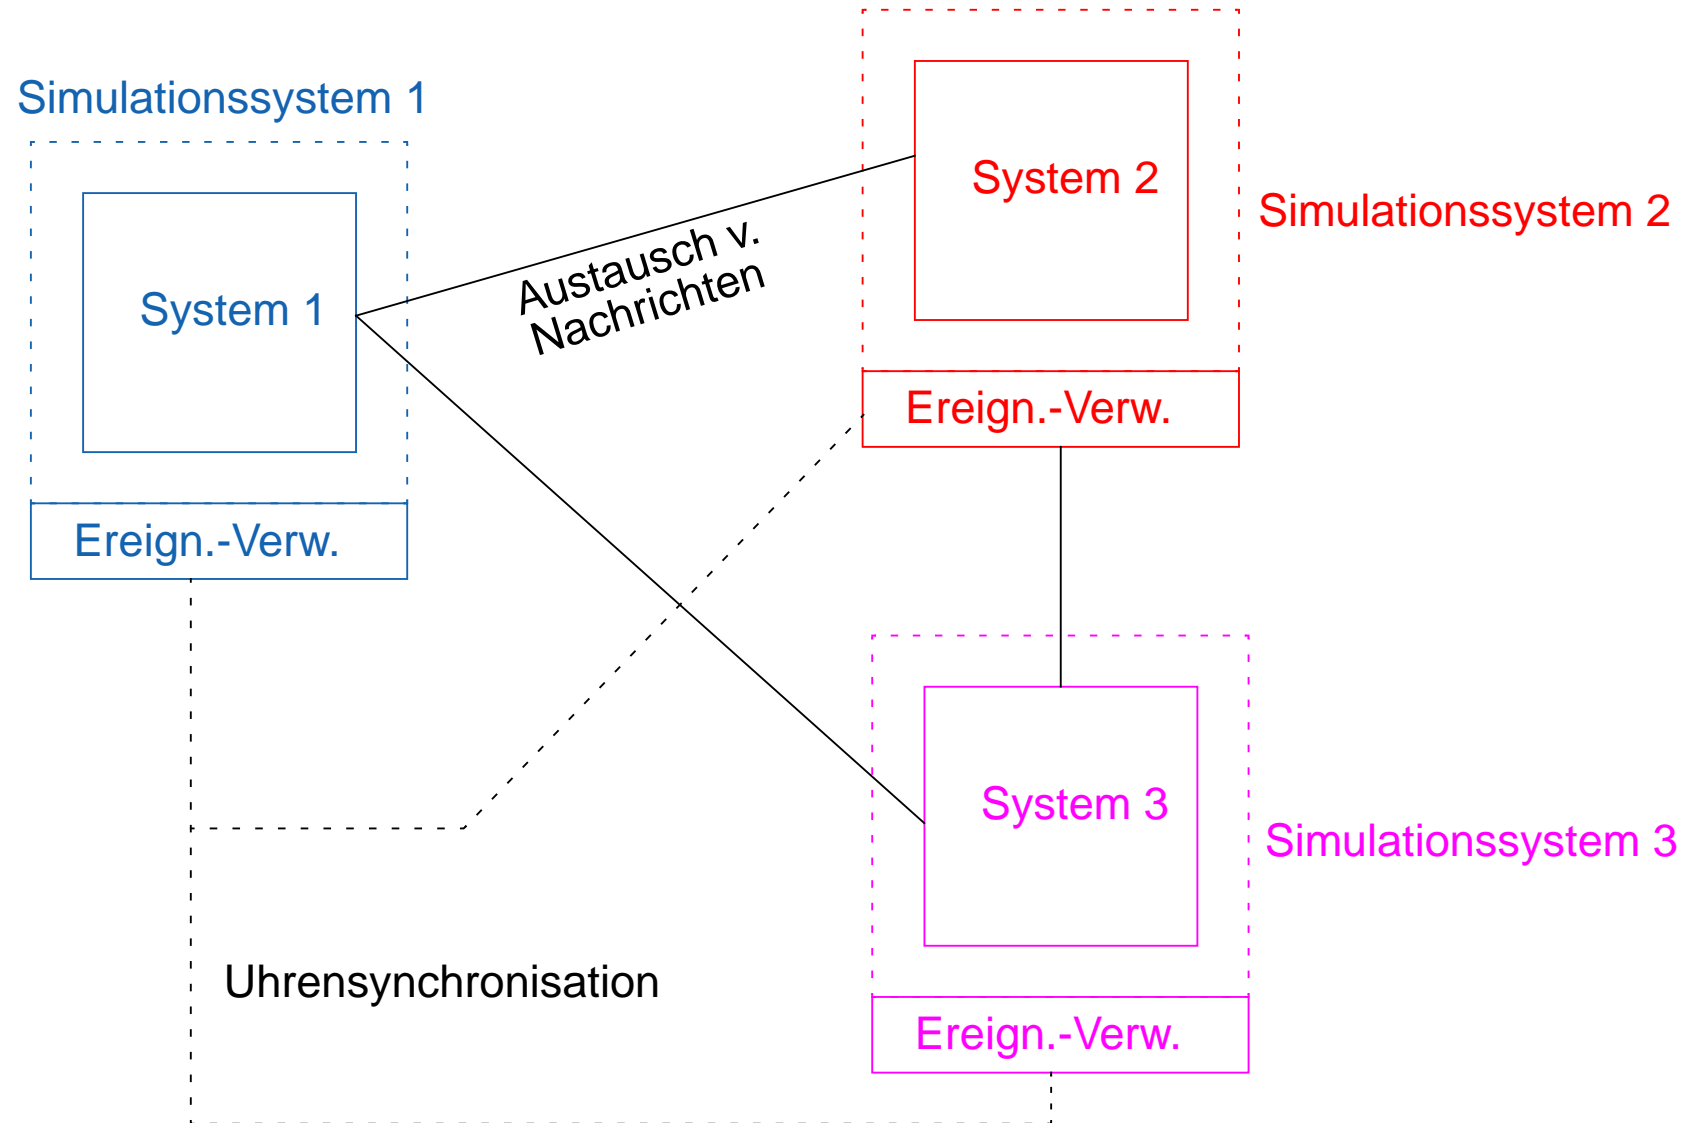 Simulationssystem 1
System 1
Ereign.-Verw.
Austausch v.
Nachrichten
System 2
Simulationssystem 2
Ereign.-Verw.
System 3
Simulationssystem 3
Uhrensynchronisation
Ereign.-Verw.